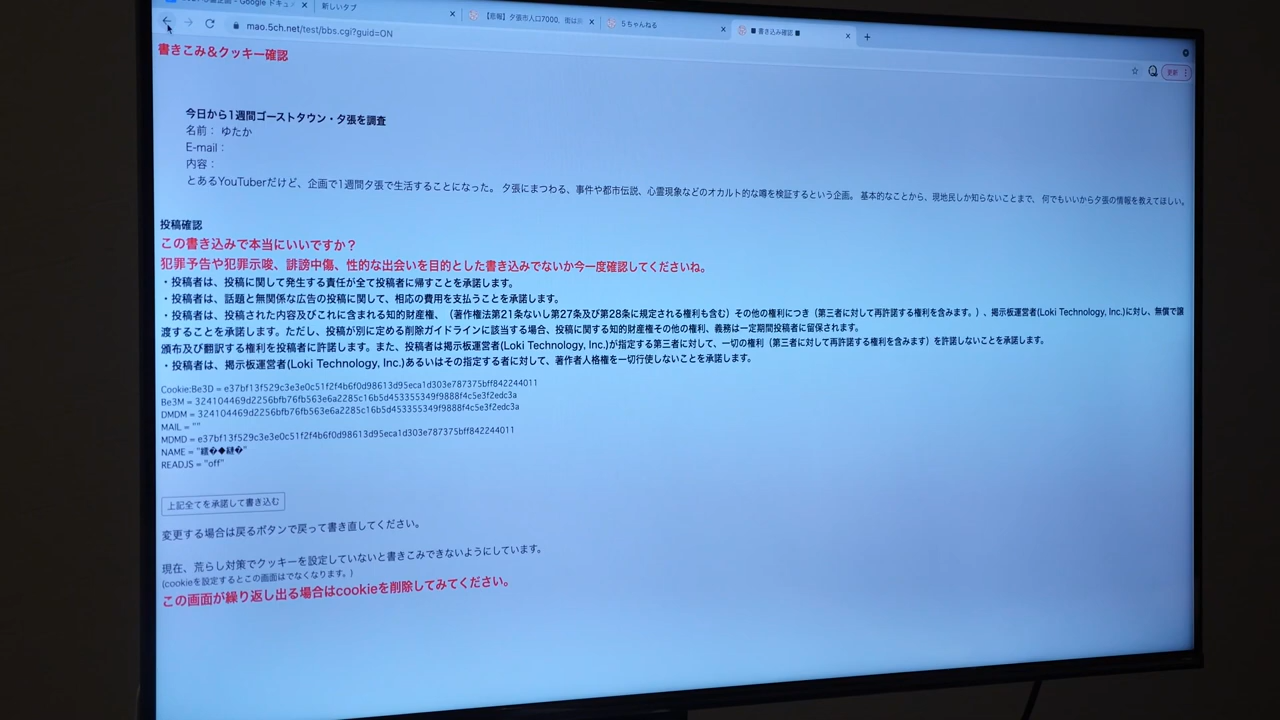 Google ドキュメ
新しいタブ
【悲報】夕張市人口7000、街は
5ちゃんねる
■ 書き込み確認 ■
mao.5ch.net/test/bbs.cgi?guid=ON
更新
書きこみ&クッキー確認
今日から1週間ゴーストタウン・夕張を調査
名前： ゆたか
E-mail：
内容：
とあるYouTuberだけど、企画で1週間夕張で生活することになった。 夕張にまつわる、事件や都市伝説、心霊現象などのオカルト的な噂を検証するという企画。 基本的なことから、現地民しか知らないことまで、 何でもいいから夕張の情報を教えてほしい。
投稿確認
この書き込みで本当にいいですか？
犯罪予告や犯罪示唆、誹謗中傷、性的な出会いを目的とした書き込みでないか今一度確認してくださいね。
・投稿者は、投稿に関して発生する責任が全て投稿者に帰すことを承諾します。
・投稿者は、話題と無関係な広告の投稿に関して、相応の費用を支払うことを承諾します。
・投稿者は、投稿された内容及びこれに含まれる知的財産権、（著作権法第21条ないし第27条及び第28条に規定される権利も含む）その他の権利につき（第三者に対して再許諾する権利を含みます。）、掲示板運営者(Loki Technology, Inc.)に対し、無償で譲
渡することを承諾します。ただし、投稿が別に定める削除ガイドラインに該当する場合、投稿に関する知的財産権その他の権利、義務は一定期間投稿者に留保されます。
頒布及び翻訳する権利を投稿者に許諾します。また、投稿者は掲示板運営者(Loki Technology, Inc.)が指定する第三者に対して、一切の権利（第三者に対して再許諾する権利を含みます）を許諾しないことを承諾します。
・投稿者は、掲示板運営者(Loki Technology, Inc.)あるいはその指定する者に対して、著作者人格権を一切行使しないことを承諾します。
Cookie:Be3D = e37bf13f529c3e3e0c51f2f4b6f0d98613d95eca1d303e787375bff842244011
Be3M = 324104469d2256bfb76fb563e6a2285c16b5d453355349f9888f4c5e3f2edc3a
DMDM = 324104469d2256bfb76fb563e6a2285c16b5d453355349f9888f4c5e3f2edc3a
MAIL = ""
MDMD = e37bf13f529c3e3e0c51f2f4b6f0d98613d95eca1d303e787375bff842244011
NAME =
READJS = "off"
上記全てを承諾して書き込む
変更する場合は戻るボタンで戻って書き直してください。
現在、荒らし対策でクッキーを設定していないと書きこみできないようにしています。
(cookieを設定するとこの画面はでなくなります。)
この画面が繰り返し出る場合はcookieを削除してみてください。